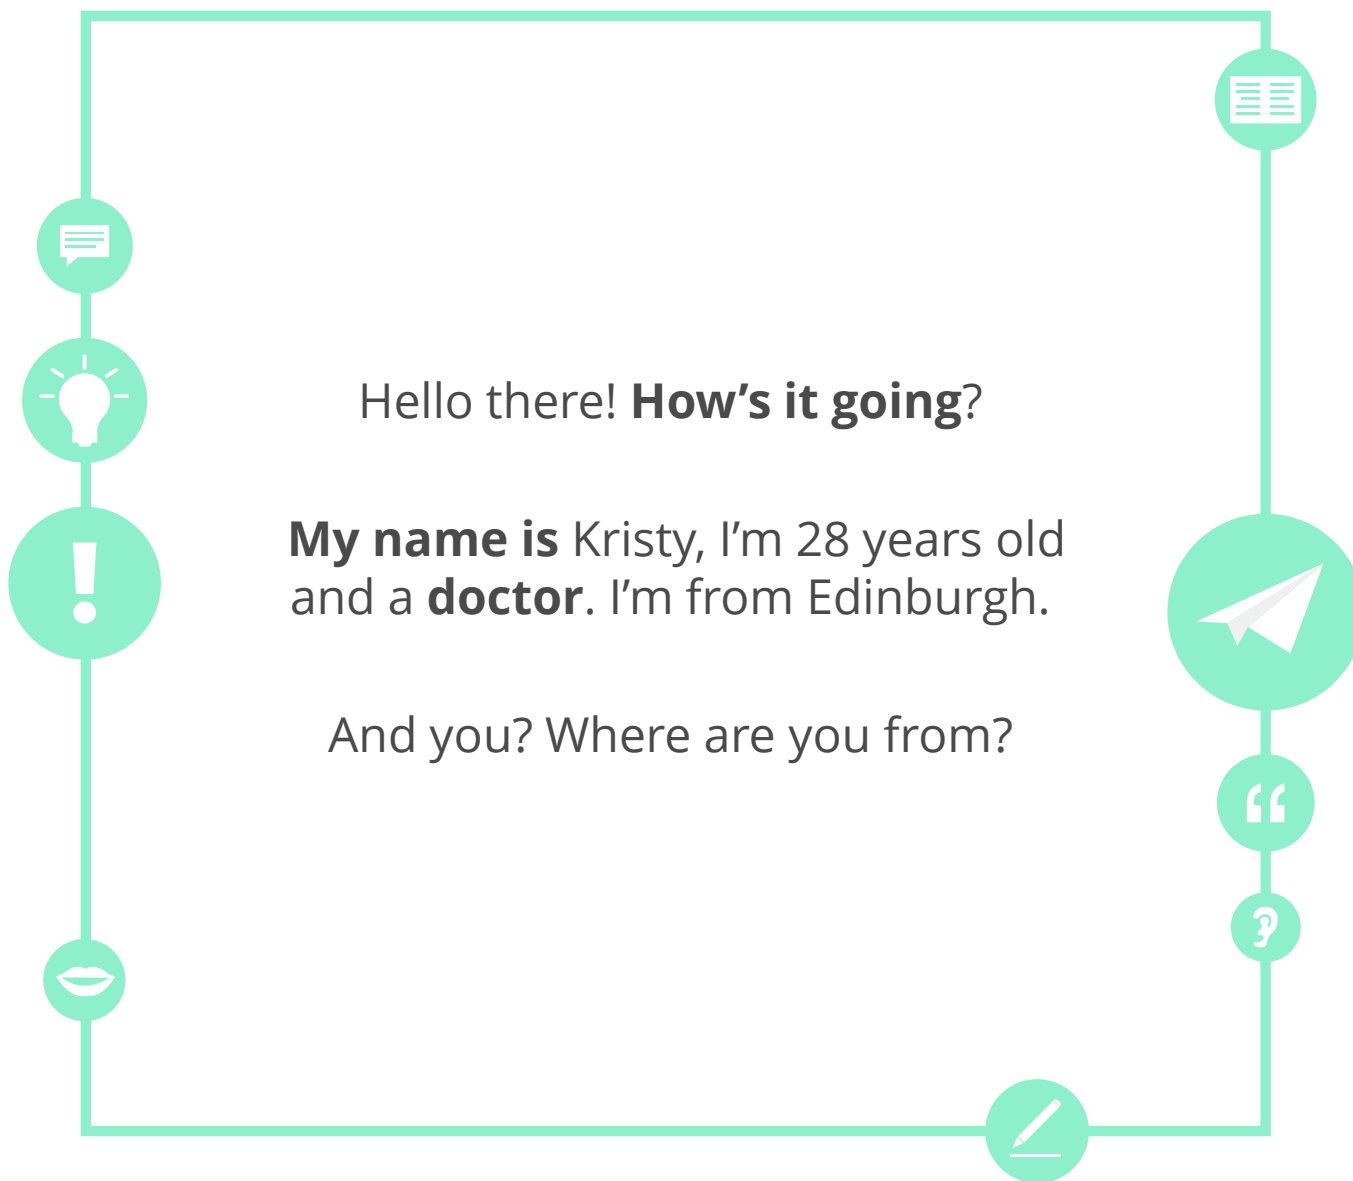 Hello there! How’s it going?
My name is Kristy, I’m 28 years old
and a doctor. I’m from Edinburgh.
And you? Where are you from?